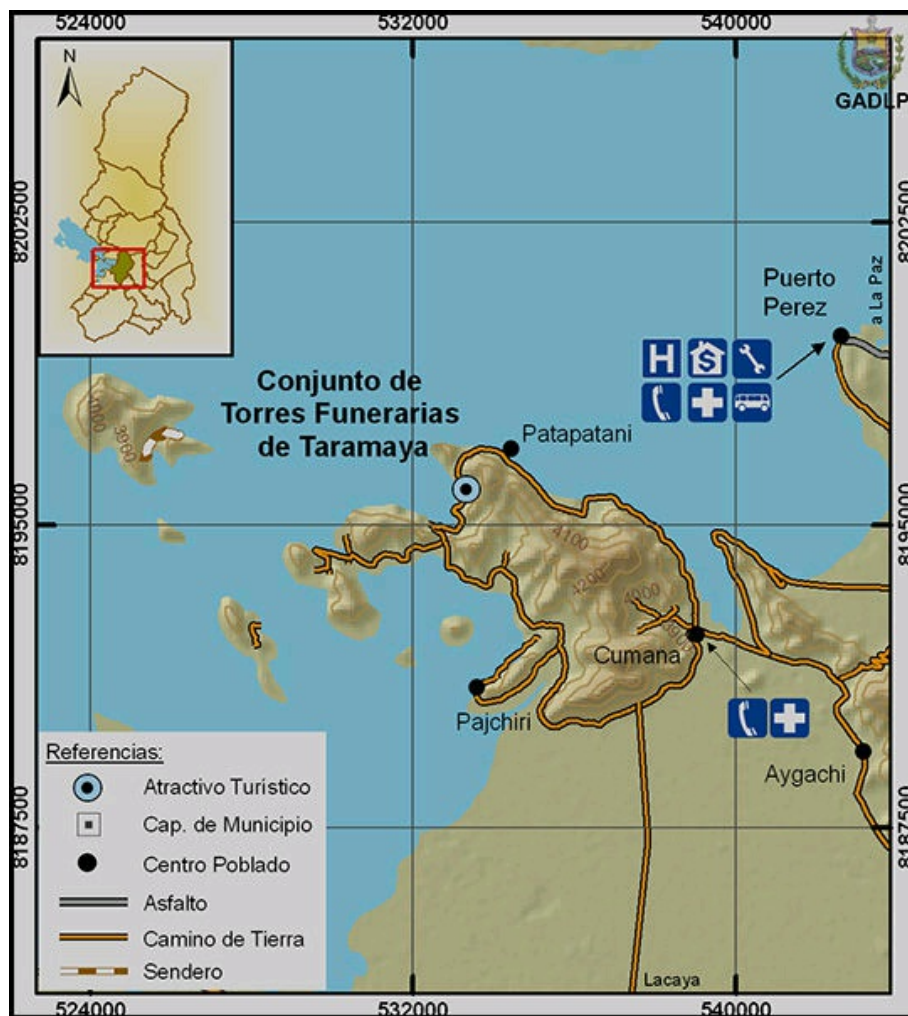 524000
532000
540000
N
GADLP
8202500
8202500
Puerto
Perez
a La Paz
H
S
Conjunto de
Torres Funerarias
de Taramaya
Patapatani
4000
3900
8195000
8195000
4100
4200
4000
Cumana
Pajchiri
Aygachi
Referencias:
Atractivo Turístico
Cap. de Municipio
Centro Poblado
Asfalto
Camino de Tierra
Sendero
8187500
8187500
Lacaya
524000
532000
540000